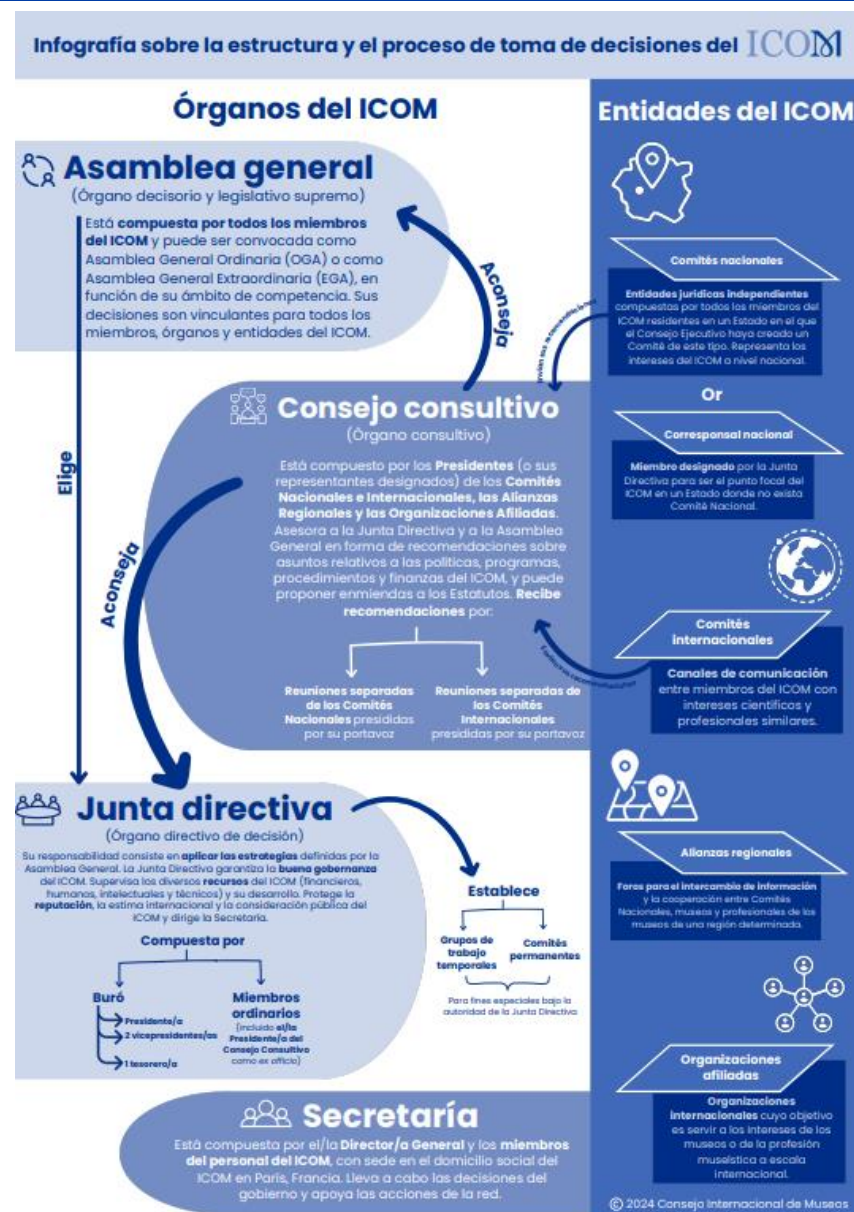 Infografía sobre la estructura y el proceso de toma de decisiones del ICOM
Órganos del ICOM
Asamblea general
(Órgano decisorio y legislativo supremo)
Está compuesta por todos los miembros
del ICOM y puede ser convocada como
Asamblea General Ordinaria (OGA) o como
Asamblea General Extraordinaria (EGA), en
función de su ámbito de competencia. Sus
decisiones son vinculantes para todos los
miembros, órganos y entidades del ICOM.
Aconseja
Elige
Consejo consultivo
(Órgano consultivo)
Está compuesto por los Presidentes (o sus
representantes designados) de los Comités
Nacionales e Internacionales, las Alianzas
Regionales y las Organizaciones Afiliadas.
Asesora a la Junta Directiva y a la Asamblea
General en forma de recomendaciones sobre
asuntos relativos a las políticas, programas,
procedimientos y finanzas del ICOM, y puede
proponer enmiendas a los Estatutos. Recibe
recomendaciones por:
Reuniones separadas
de los Comités
Nacionales presididas
por su portavoz
Reuniones separadas de
los Comités
Internacionales
presididas por su portavoz
Aconseja
Junta directiva
(Órgano directivo de decisión)
Su responsabilidad consiste en aplicar las estrategias definidas por la
Asamblea General. La Junta Directiva garantiza la buena gobernanza
del ICOM. Supervisa los diversos recursos del ICOM (financieros,
humanos, intelectuales y técnicos) y su desarrollo. Protege la
reputación, la estima internacional y la consideración pública del
ICOM y dirige la Secretaría.
Compuesta por
Buró
Presidente/a
2 vicepresidentes/as
1 tesorero/a
Miembros
ordinarios
(incluido el/la
Presidente/a del
Consejo Consultivo
como ex officio)
Establece
Grupos de
trabajo
temporales
Comités
permanentes
Para fines especiales bajo la
autoridad de la Junta Directiva
Secretaría
Está compuesta por el/la Director/a General y los miembros
del personal del ICOM, con sede en el domicilio social del
ICOM en París, Francia. Lleva a cabo las decisiones del
gobierno y apoya las acciones de la red.
Entidades del ICOM
Comités nacionales
Entidades jurídicas independientes
compuestas por todos los miembros del
ICOM residentes en un Estado en el que
el Consejo Ejecutivo haya creado un
Comité de este tipo. Representa los
intereses del ICOM a nivel nacional.
Or
Corresponsal nacional
Miembro designado por la Junta
Directiva para ser el punto focal del
ICOM en un Estado donde no exista
Comité Nacional.
Comités
internacionales
Canales de comunicación
entre miembros del ICOM con
intereses científicos y
profesionales similares.
Alianzas regionales
Foros para el intercambio de información
y la cooperación entre Comités
Nacionales, museos y profesionales de los
museos de una región determinada.
Organizaciones
afiliadas
Organizaciones
internacionales cuyo objetivo
es servir a los intereses de los
museos o de la profesión
museística a escala
internacional.
© 2024 Consejo Internacional de Museos